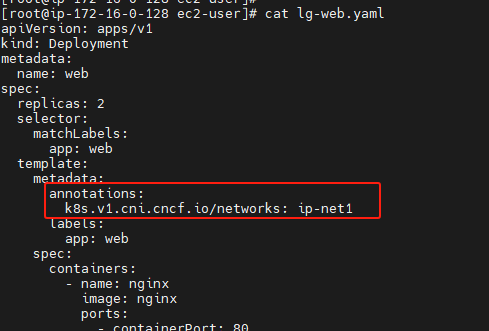 [root@ip-172-16-0-128 ec2-user]#
[root@ip-172-16-0-128 ec2-user]# cat lg-web.yaml
apiVersion: apps/v1
kind: Deployment
metadata:
  name: web
spec:
  replicas: 2
  selector:
    matchLabels:
      app: web
  template:
    metadata:
      annotations:
        k8s.v1.cni.cncf.io/networks: ip-net1
      labels:
        app: web
    spec:
      containers:
        - name: nginx
          image: nginx
          ports:
            - containerPort: 80